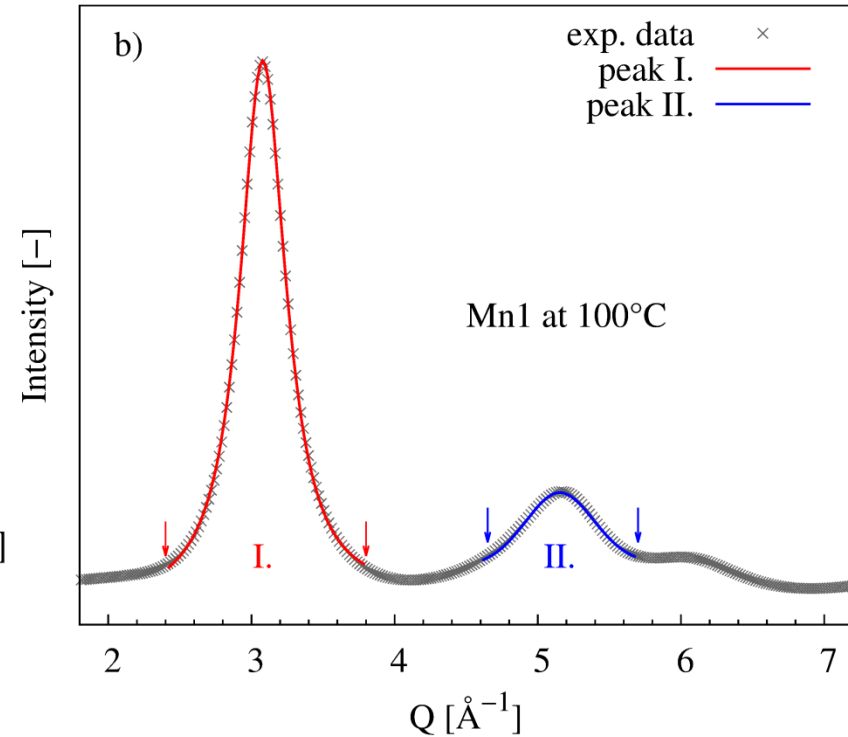 b)
exp. data
peak I.
peak II.
Intensity [−]
Mn1 at 100°C
I.
II.
]
2 3 4 5 6 7
Q [Å⁻¹]